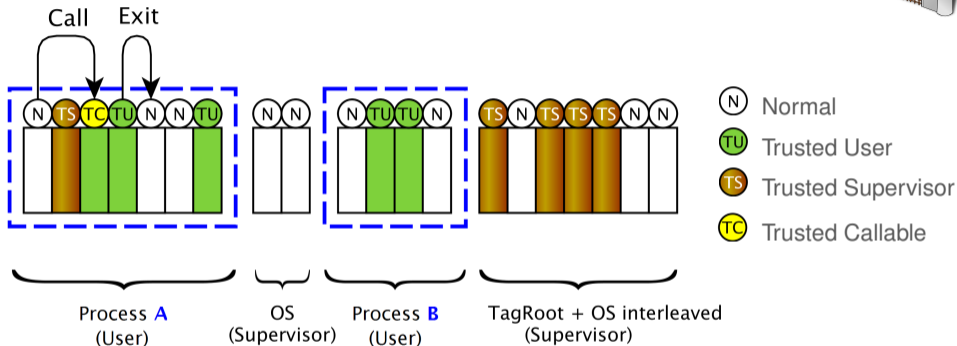 Call Exit
N TS TC TU N N TU N N N TU TU N TS N TS TS TS N N
N Normal
TU Trusted User
TS Trusted Supervisor
TC Trusted Callable
Process A
(User)
OS
(Supervisor)
Process B
(User)
TagRoot + OS interleaved
(Supervisor)